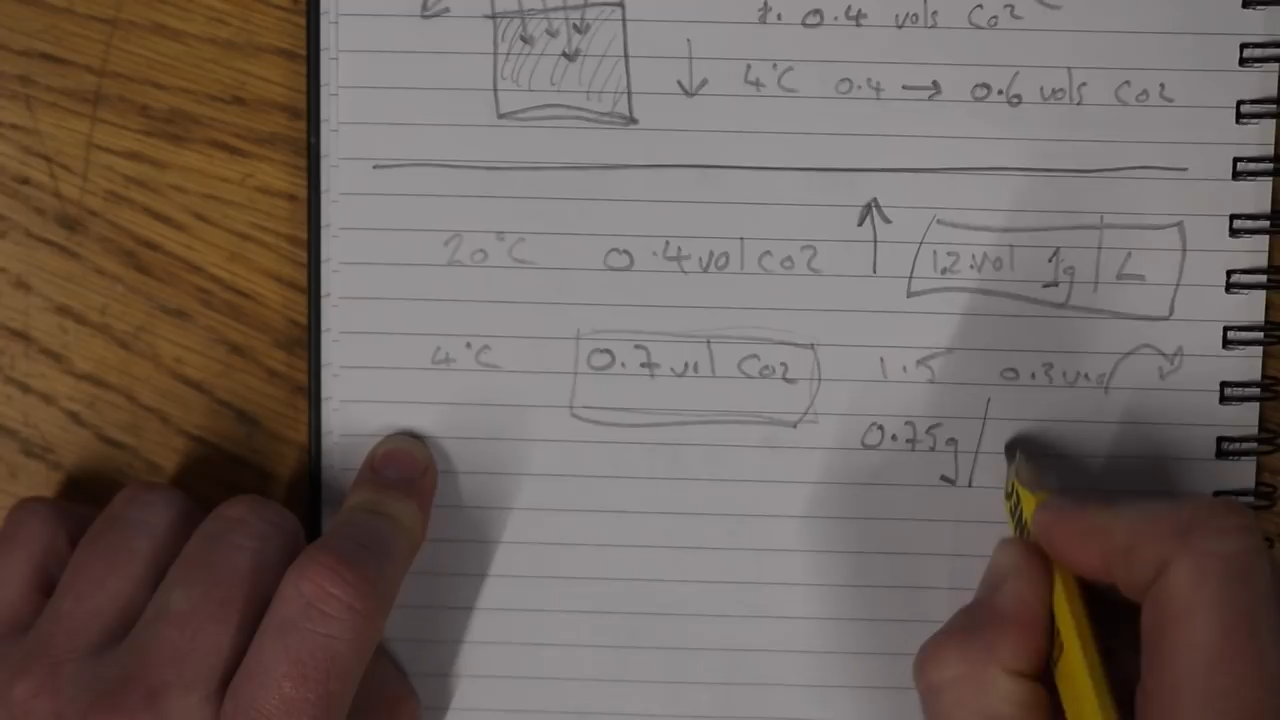 0.4 vols Co2
4°C 0.4 → 0.6 vols Co2
20°C 0.4 vol co2 ↑ 1.2 vol 1g/L
4°C 0.7 vol Co2 1.5 0.3
0.75g/